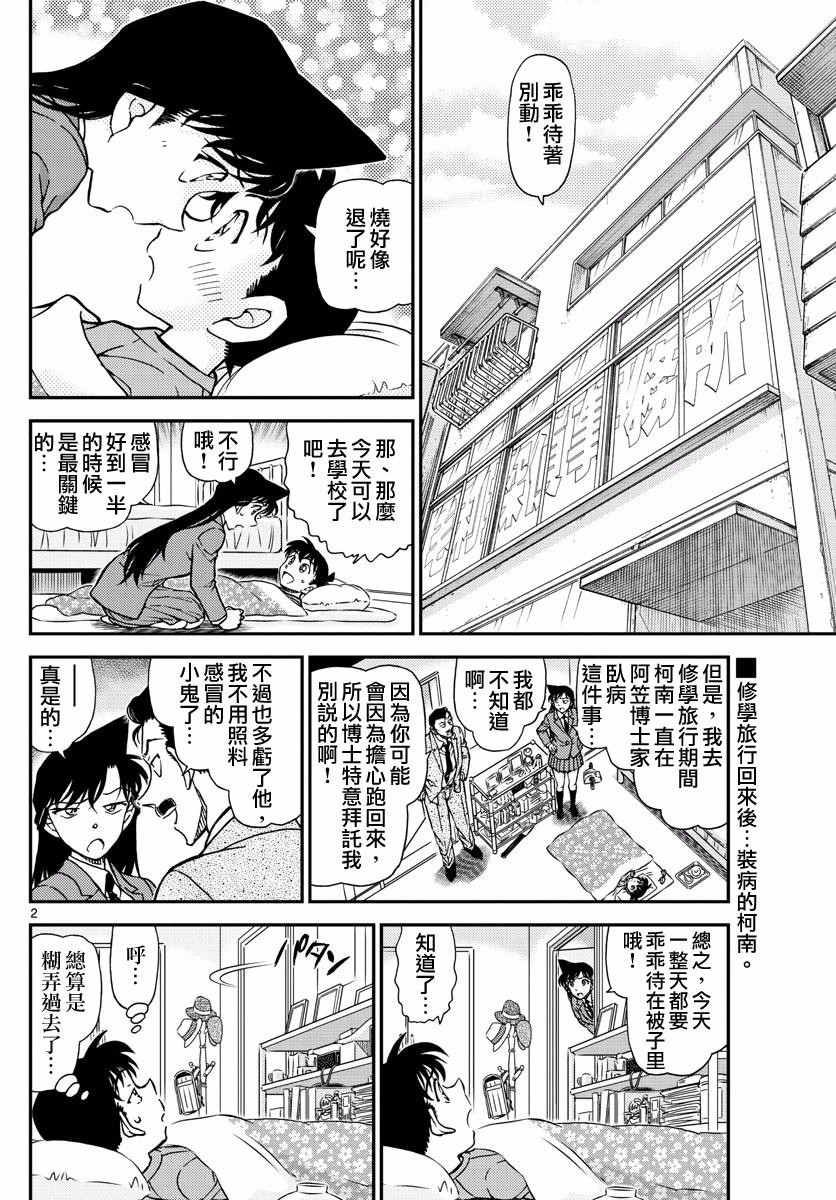 乖乖待著
別動！
所
務
事
偵
探
利
毛
燒好像
退了呢…
那、那麼
今天可以
去學校了
吧！
不行
哦！
感冒
好到一半
的時候
是最關鍵
的…
■修學旅行回來後…裝病的柯南。
但是，我去
修學旅行期間
柯南一直在
阿笠博士家
臥病
這件事…
我都
不知道
啊…
因為你可能
會因為擔心跑回來，
所以博士特意拜託我
別說的啊！
不過也多虧了他，
我不用照料
感冒的
小鬼了…
真是的…
2
總之，今天
一整天都要
乖乖待在被子里
哦！
知道了…
パタン
呼…
總算是
糊弄過去了…